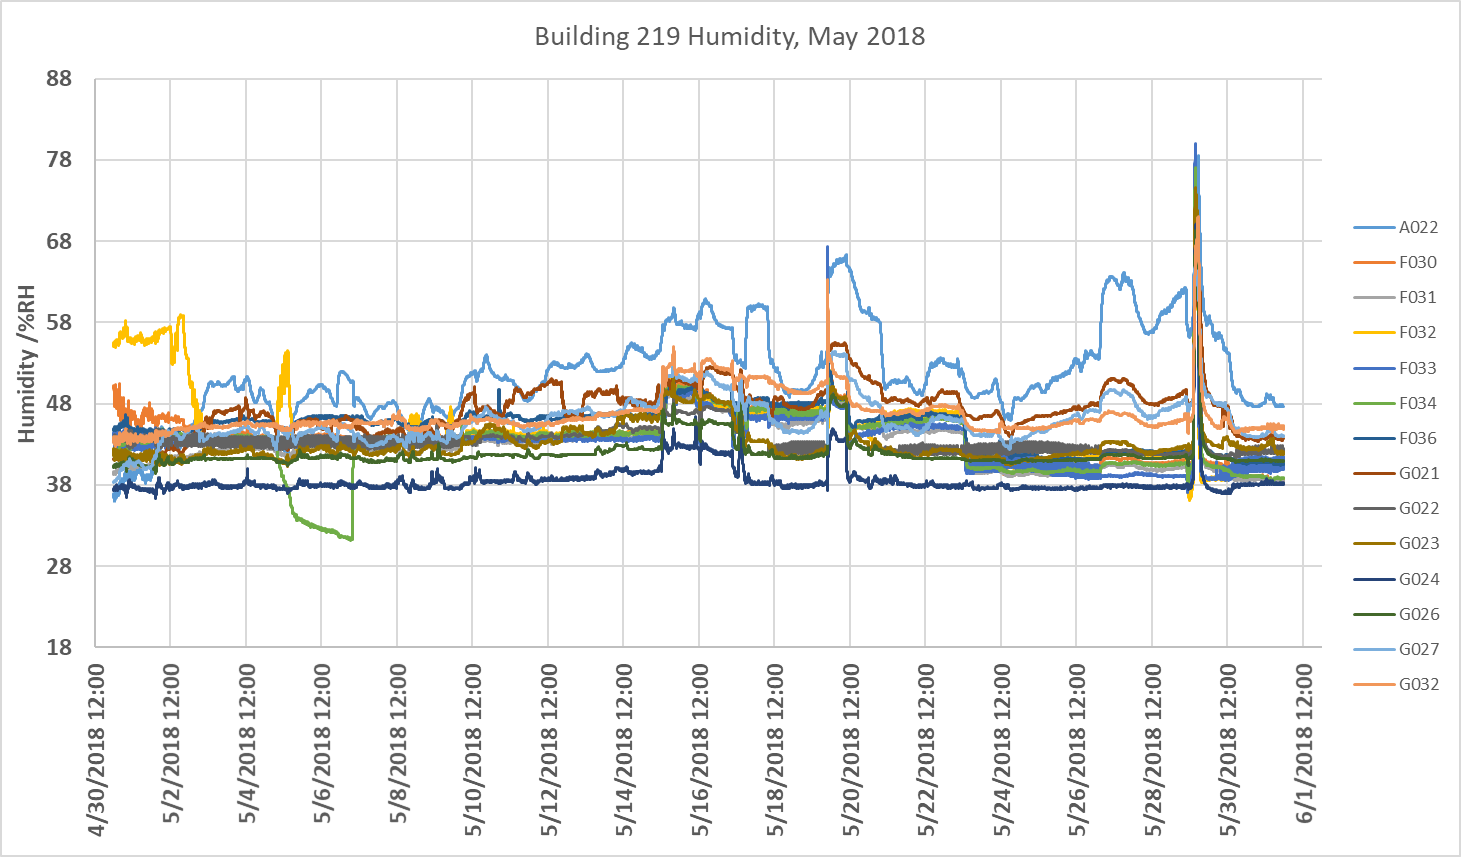 Building 219 Humidity, May 2018
Humidity /%RH
88
78
68
58
48
38
28
18
4/30/2018 12:00
5/2/2018 12:00
5/4/2018 12:00
5/6/2018 12:00
5/8/2018 12:00
5/10/2018 12:00
5/12/2018 12:00
5/14/2018 12:00
5/16/2018 12:00
5/18/2018 12:00
5/20/2018 12:00
5/22/2018 12:00
5/24/2018 12:00
5/26/2018 12:00
5/28/2018 12:00
5/30/2018 12:00
6/1/2018 12:00
A022
F030
F031
F032
F033
F034
F036
G021
G022
G023
G024
G026
G027
G032